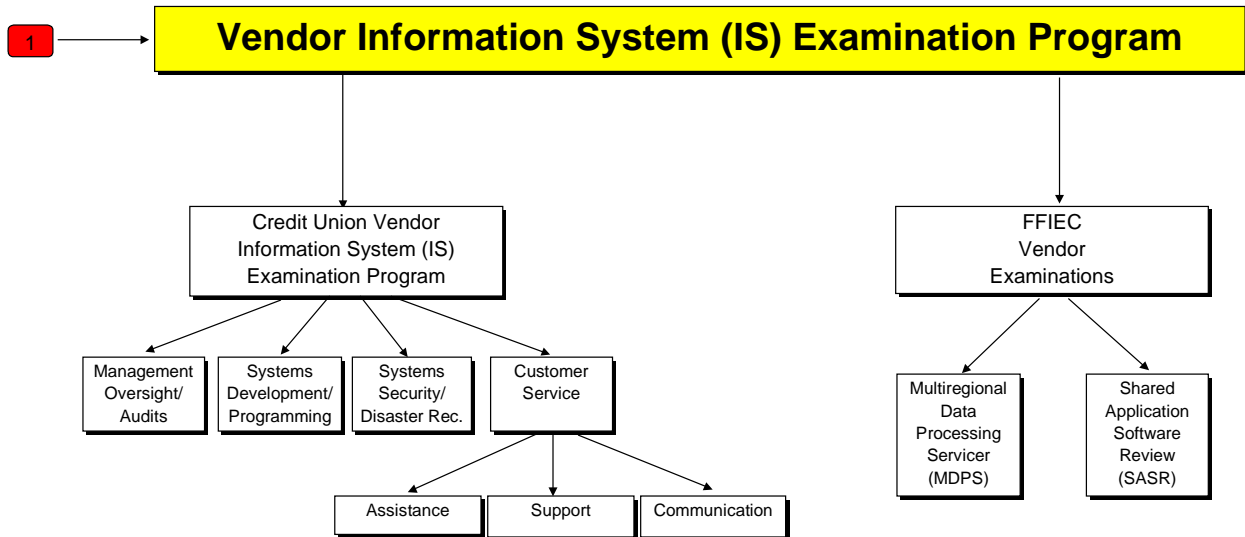 1
Vendor Information System (IS) Examination Program
Credit Union Vendor
Information System (IS)
Examination Program
FFIEC
Vendor
Examinations
Management
Oversight/
Audits
Systems
Development/
Programming
Systems
Security/
Disaster Rec.
Customer
Service
Multiregional
Data
Processing
Servicer
(MDPS)
Shared
Application
Software
Review
(SASR)
Assistance
Support
Communication